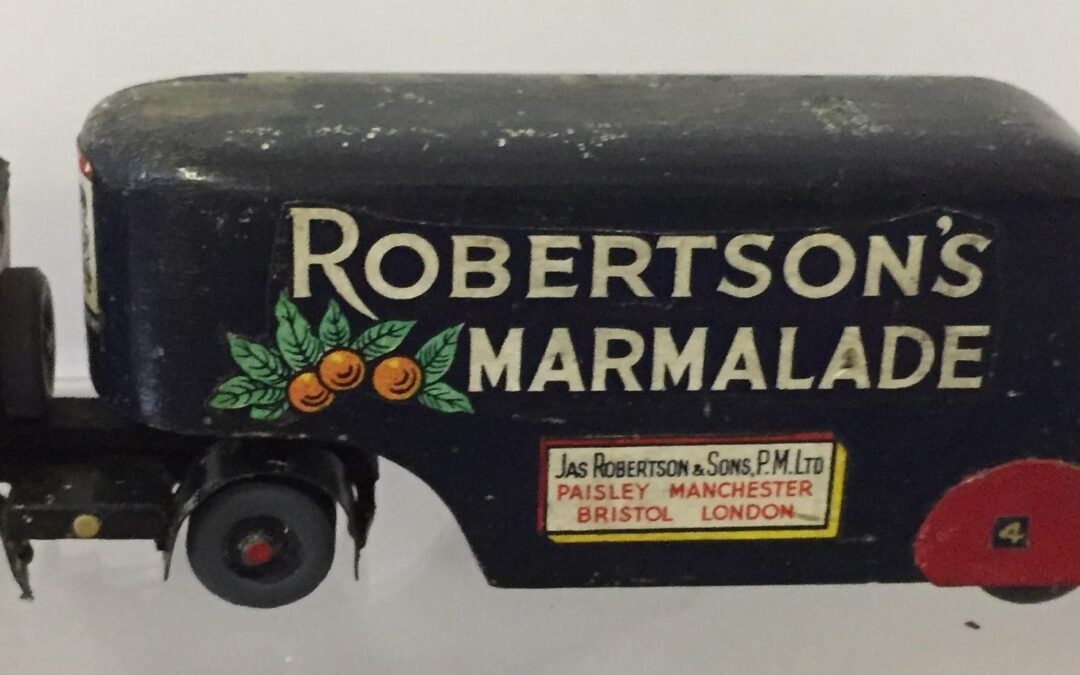 ROBERTSON'S
MARMALADE
JAS ROBERTSON & SONS, P.M. LTD
PAISLEY MANCHESTER
BRISTOL LONDON
4